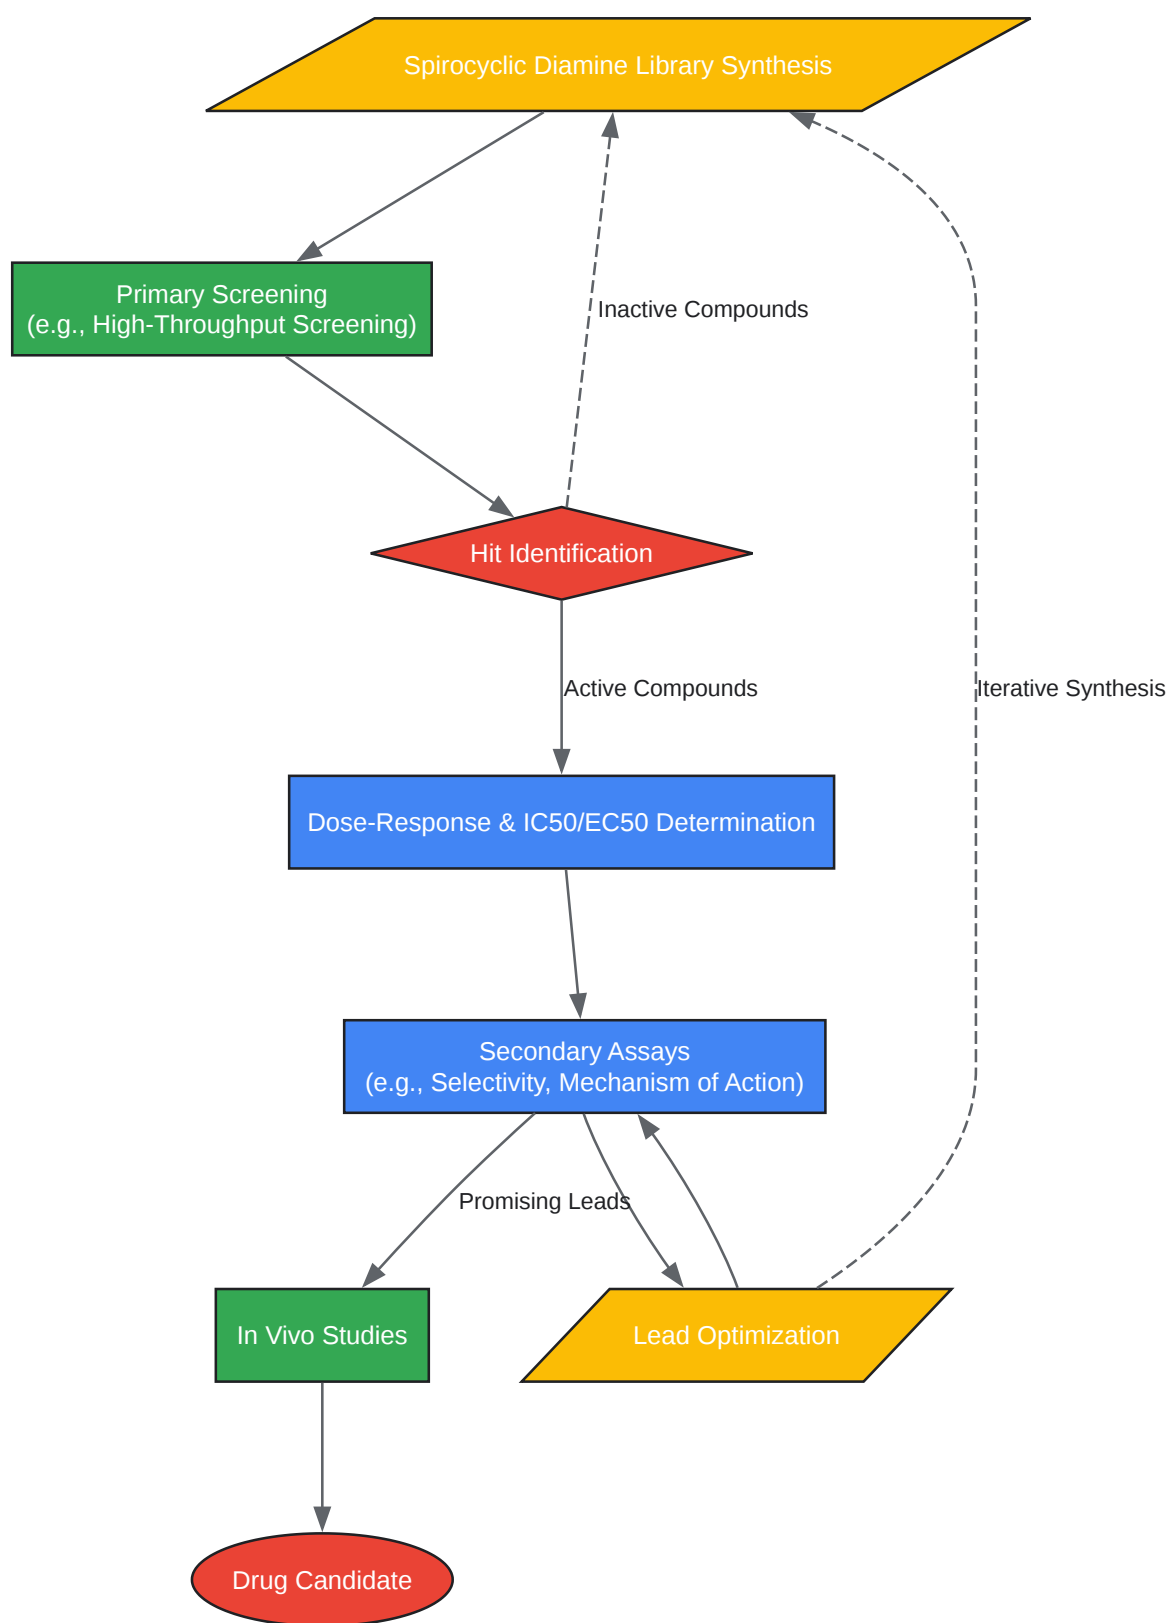 Spirocyclic Diamine Library Synthesis
Primary Screening
(e.g., High-Throughput Screening)
Inactive Compounds
Hit Identification
Active Compounds
Iterative Synthesis
Dose-Response & IC50/EC50 Determination
Secondary Assays
(e.g., Selectivity, Mechanism of Action)
Promising Leads
In Vivo Studies
Lead Optimization
Drug Candidate